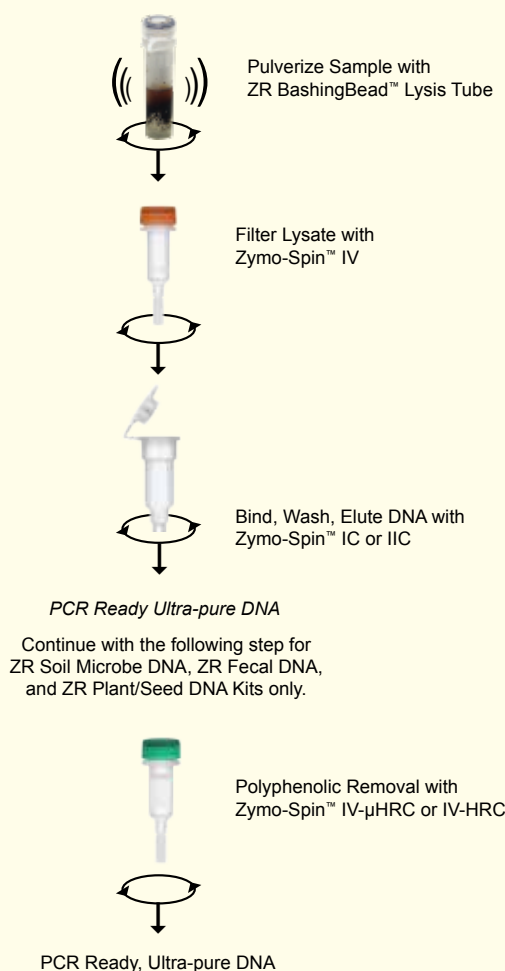 Pulverize Sample with
ZR BashingBead™ Lysis Tube
Filter Lysate with
Zymo-Spin™ IV
Bind, Wash, Elute DNA with
Zymo-Spin™ IC or IIC
PCR Ready Ultra-pure DNA
Continue with the following step for
ZR Soil Microbe DNA, ZR Fecal DNA,
and ZR Plant/Seed DNA Kits only.
Polyphenolic Removal with
Zymo-Spin™ IV-µHRC or IV-HRC
PCR Ready, Ultra-pure DNA